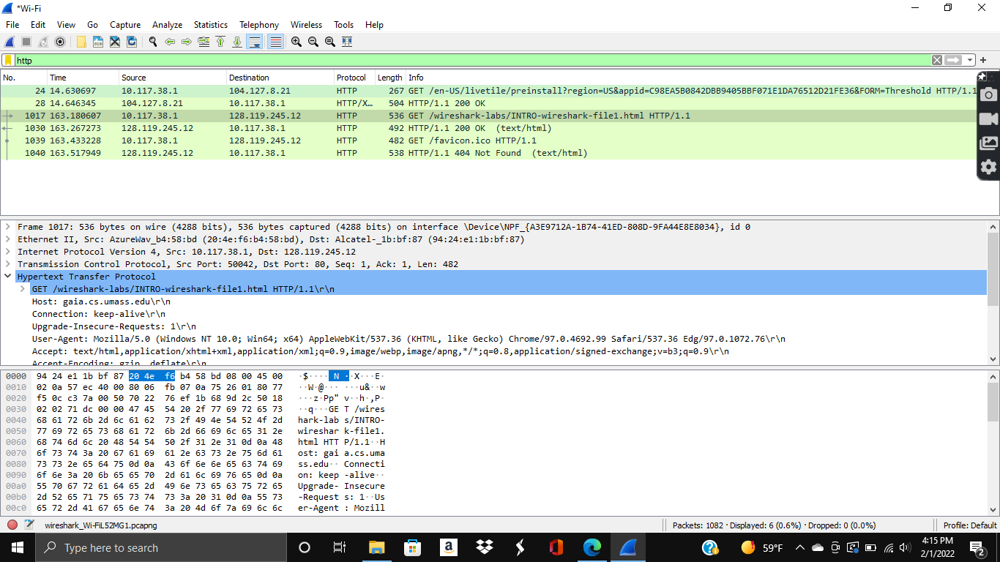 *Wi-Fi
File Edit View Go Capture Analyze Statistics Telephony Wireless Tools Help
http
No. Time Source Destination Protocol Length Info
24 14.630697 10.117.38.1 104.127.8.21 HTTP 267 GET /en-US/livetile/preinstall?region=US&appid=C98EA5B0842DBB9405BBF071E1DA76512D21FE36&FORM=Threshold HTTP/1.1
28 14.646345 104.127.8.21 10.117.38.1 HTTP/X… 504 HTTP/1.1 200 OK
1017 163.180607 10.117.38.1 128.119.245.12 HTTP 536 GET /wireshark-labs/INTRO-wireshark-file1.html HTTP/1.1
1030 163.267273 128.119.245.12 10.117.38.1 HTTP 492 HTTP/1.1 200 OK  (text/html)
1039 163.433228 10.117.38.1 128.119.245.12 HTTP 482 GET /favicon.ico HTTP/1.1
1040 163.517949 128.119.245.12 10.117.38.1 HTTP 538 HTTP/1.1 404 Not Found  (text/html)
Frame 1017: 536 bytes on wire (4288 bits), 536 bytes captured (4288 bits) on interface \Device\NPF_{A3E9712A-1B74-41ED-808D-9FA44E8E8034}, id 0
Ethernet II, Src: AzureWav_b4:58:bd (20:4e:f6:b4:58:bd), Dst: Alcatel-_1b:bf:87 (94:24:e1:1b:bf:87)
Internet Protocol Version 4, Src: 10.117.38.1, Dst: 128.119.245.12
Transmission Control Protocol, Src Port: 50042, Dst Port: 80, Seq: 1, Ack: 1, Len: 482
Hypertext Transfer Protocol
GET /wireshark-labs/INTRO-wireshark-file1.html HTTP/1.1\r\n
Host: gaia.cs.umass.edu\r\n
Connection: keep-alive\r\n
Upgrade-Insecure-Requests: 1\r\n
User-Agent: Mozilla/5.0 (Windows NT 10.0; Win64; x64) AppleWebKit/537.36 (KHTML, like Gecko) Chrome/97.0.4692.99 Safari/537.36 Edg/97.0.1072.76\r\n
Accept: text/html,application/xhtml+xml,application/xml;q=0.9,image/webp,image/apng,*/*;q=0.8,application/signed-exchange;v=b3;q=0.9\r\n
Accept-Encoding: gzip, deflate\r\n
0000 94 24 e1 1b bf 87 20 4e f6 b4 58 bd 08 00 45 00 ·$···· N ··X···E·
0010 02 0a 57 ec 40 00 80 06 fb 07 0a 75 26 01 80 77 ··W·@··· ···u&··w
0020 f5 0c c3 7a 00 50 70 22 76 ef 1b 68 9d 2c 50 18 ···z·Pp" v··h·,P·
0030 02 02 71 dc 00 00 47 45 54 20 2f 77 69 72 65 73 ··q···GE T /wires
0040 68 61 72 6b 2d 6c 61 62 73 2f 49 4e 54 52 4f 2d hark-lab s/INTRO-
0050 77 69 72 65 73 68 61 72 6b 2d 66 69 6c 65 31 2e wireshar k-file1.
0060 68 74 6d 6c 20 48 54 54 50 2f 31 2e 31 0d 0a 48 html HTT P/1.1··H
0070 6f 73 74 3a 20 67 61 69 61 2e 63 73 2e 75 6d 61 ost: gai a.cs.uma
0080 73 73 2e 65 64 75 0d 0a 43 6f 6e 6e 65 63 74 69 ss.edu·· Connecti
0090 6f 6e 3a 20 6b 65 65 70 2d 61 6c 69 76 65 0d 0a on: keep -alive··
00a0 55 70 67 72 61 64 65 2d 49 6e 73 65 63 75 72 65 Upgrade- Insecure
00b0 2d 52 65 71 75 65 73 74 73 3a 20 31 0d 0a 55 73 -Request s: 1··Us
00c0 65 72 2d 41 67 65 6e 74 3a 20 4d 6f 7a 69 6c 6c er-Agent : Mozill
wireshark_Wi-FiL52MG1.pcapng Packets: 1082 · Displayed: 6 (0.6%) · Dropped: 0 (0.0%) Profile: Default
Type here to search 59°F 4:15 PM
2/1/2022 2